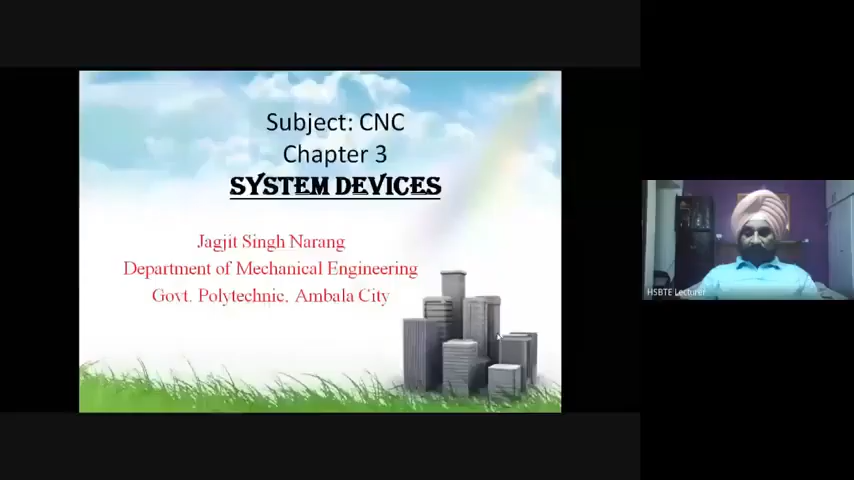 Subject: CNC
Chapter 3
SYSTEM DEVICES
Jagjit Singh Narang
Department of Mechanical Engineering
Govt. Polytechnic, Ambala City
HSBTE Lecturer